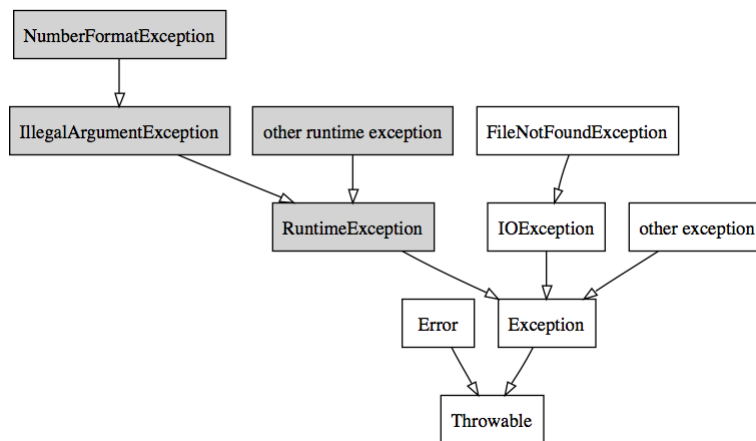 NumberFormatException
IllegalArgumentException
other runtime exception
FileNotFoundException
RuntimeException
IOException
other exception
Error
Exception
Throwable